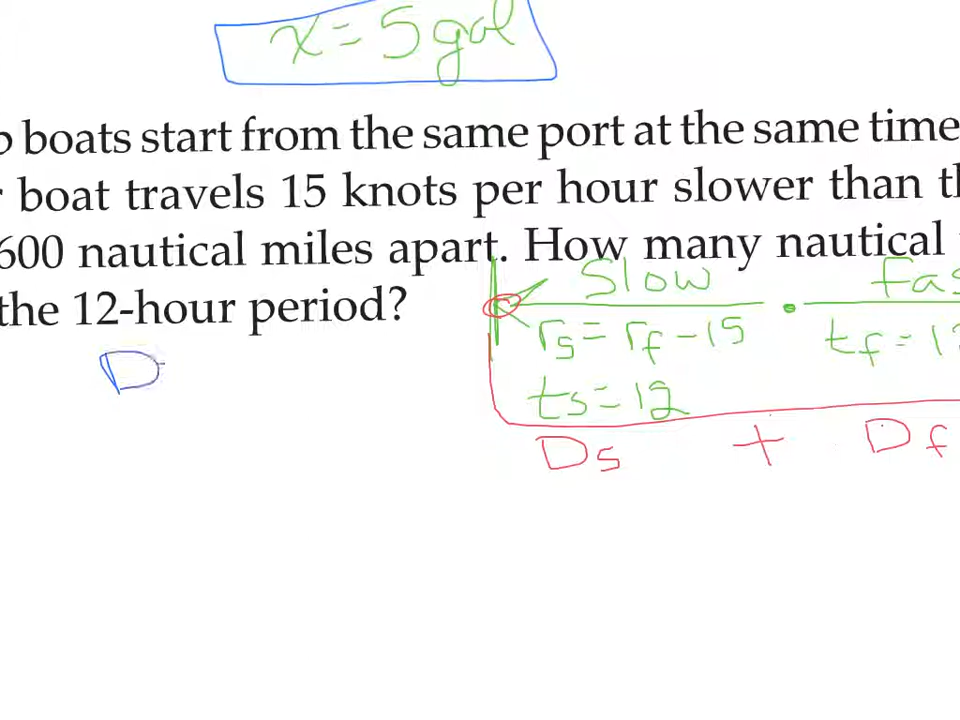 x = 5 gal
boats start from the same port at the same time
boat travels 15 knots per hour slower than
600 nautical miles apart. How many nautical
the 12-hour period?
Slow
rs = rf - 15 tf = 1
ts = 12
D
Ds + Df